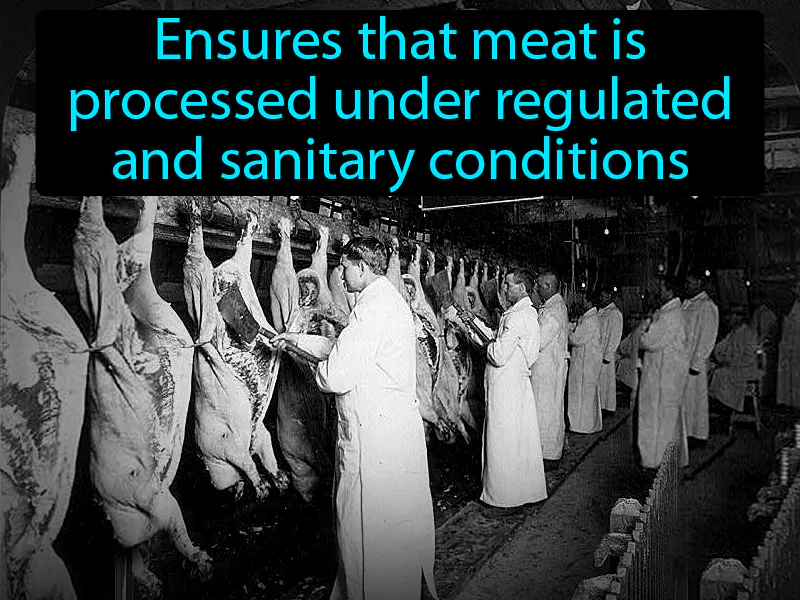 Ensures that meat is
processed under regulated
and sanitary conditions